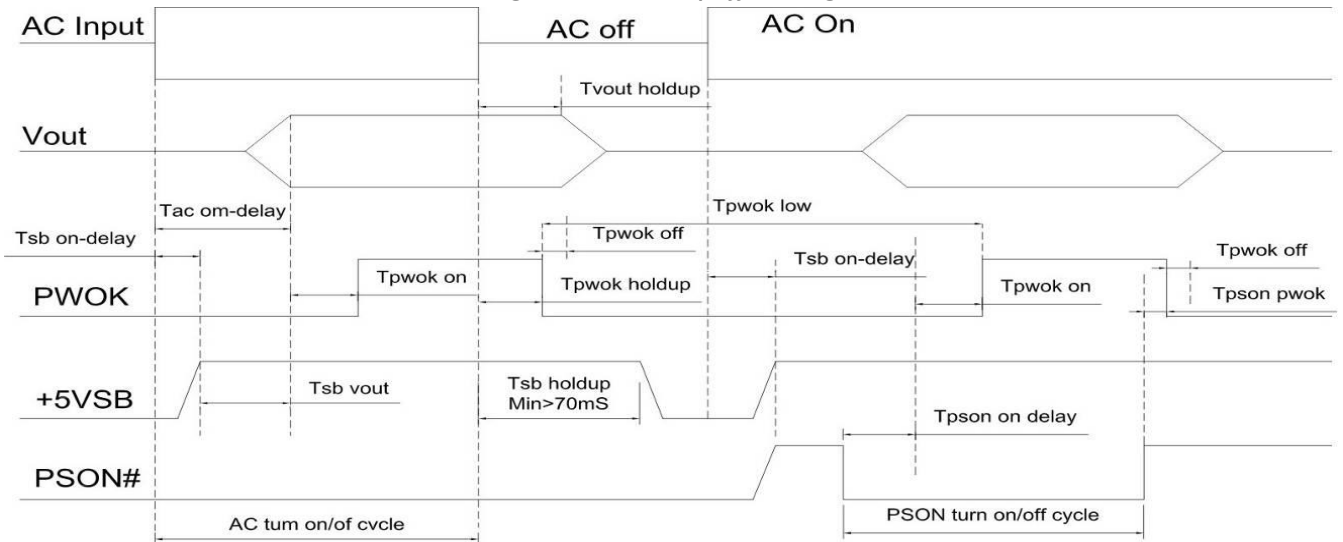 AC Input
AC off
AC On
Tvout holdup
Vout
Tac om-delay
Tpwok low
Tsb on-delay
Tpwok off
Tsb on-delay
Tpwok off
PWOK
Tpwok on
Tpwok holdup
Tpwok on
Tpson pwok
+5VSB
Tsb vout
Tsb holdup
Min>70mS
Tpson on delay
PSON#
AC tum on/of cvcle
PSON turn on/off cycle